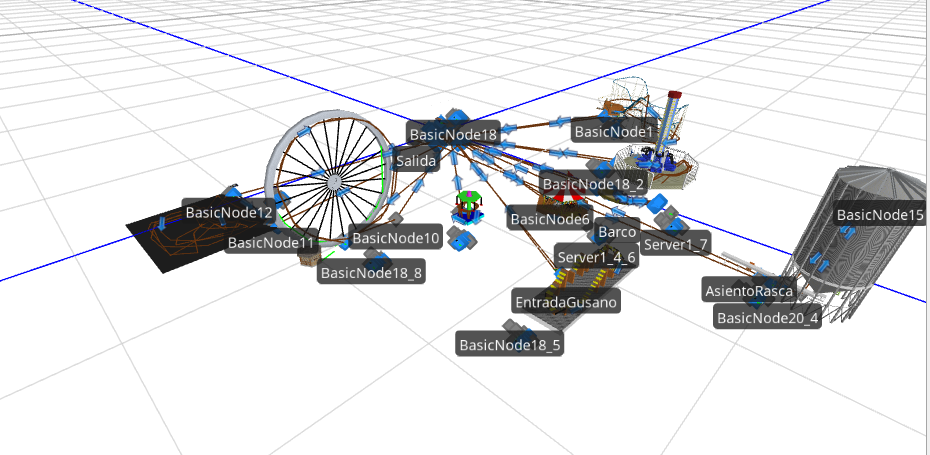 BasicNode18
BasicNode1
Salida
BasicNode18_2
BasicNode12
BasicNode15
BasicNode6
BasicNode11
BasicNode10
Barco
Server1_7
Server1_4_6
BasicNode18_8
AsientoRasca
EntradaGusano
BasicNode20_4
BasicNode18_5